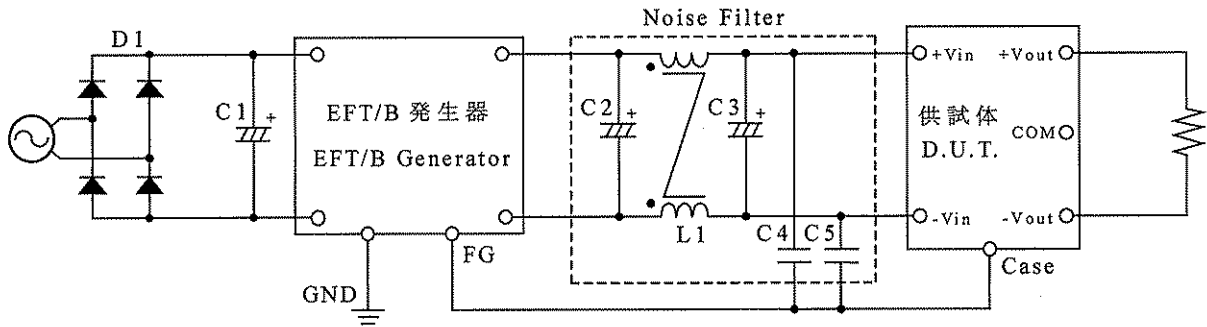 Noise Filter
D1
C1
+
EFT/B 発生器
EFT/B Generator
C2
+
C3
+
L1
C4
C5
+Vin
+Vout
供試体
D.U.T.
COM
-Vin
-Vout
FG
Case
GND